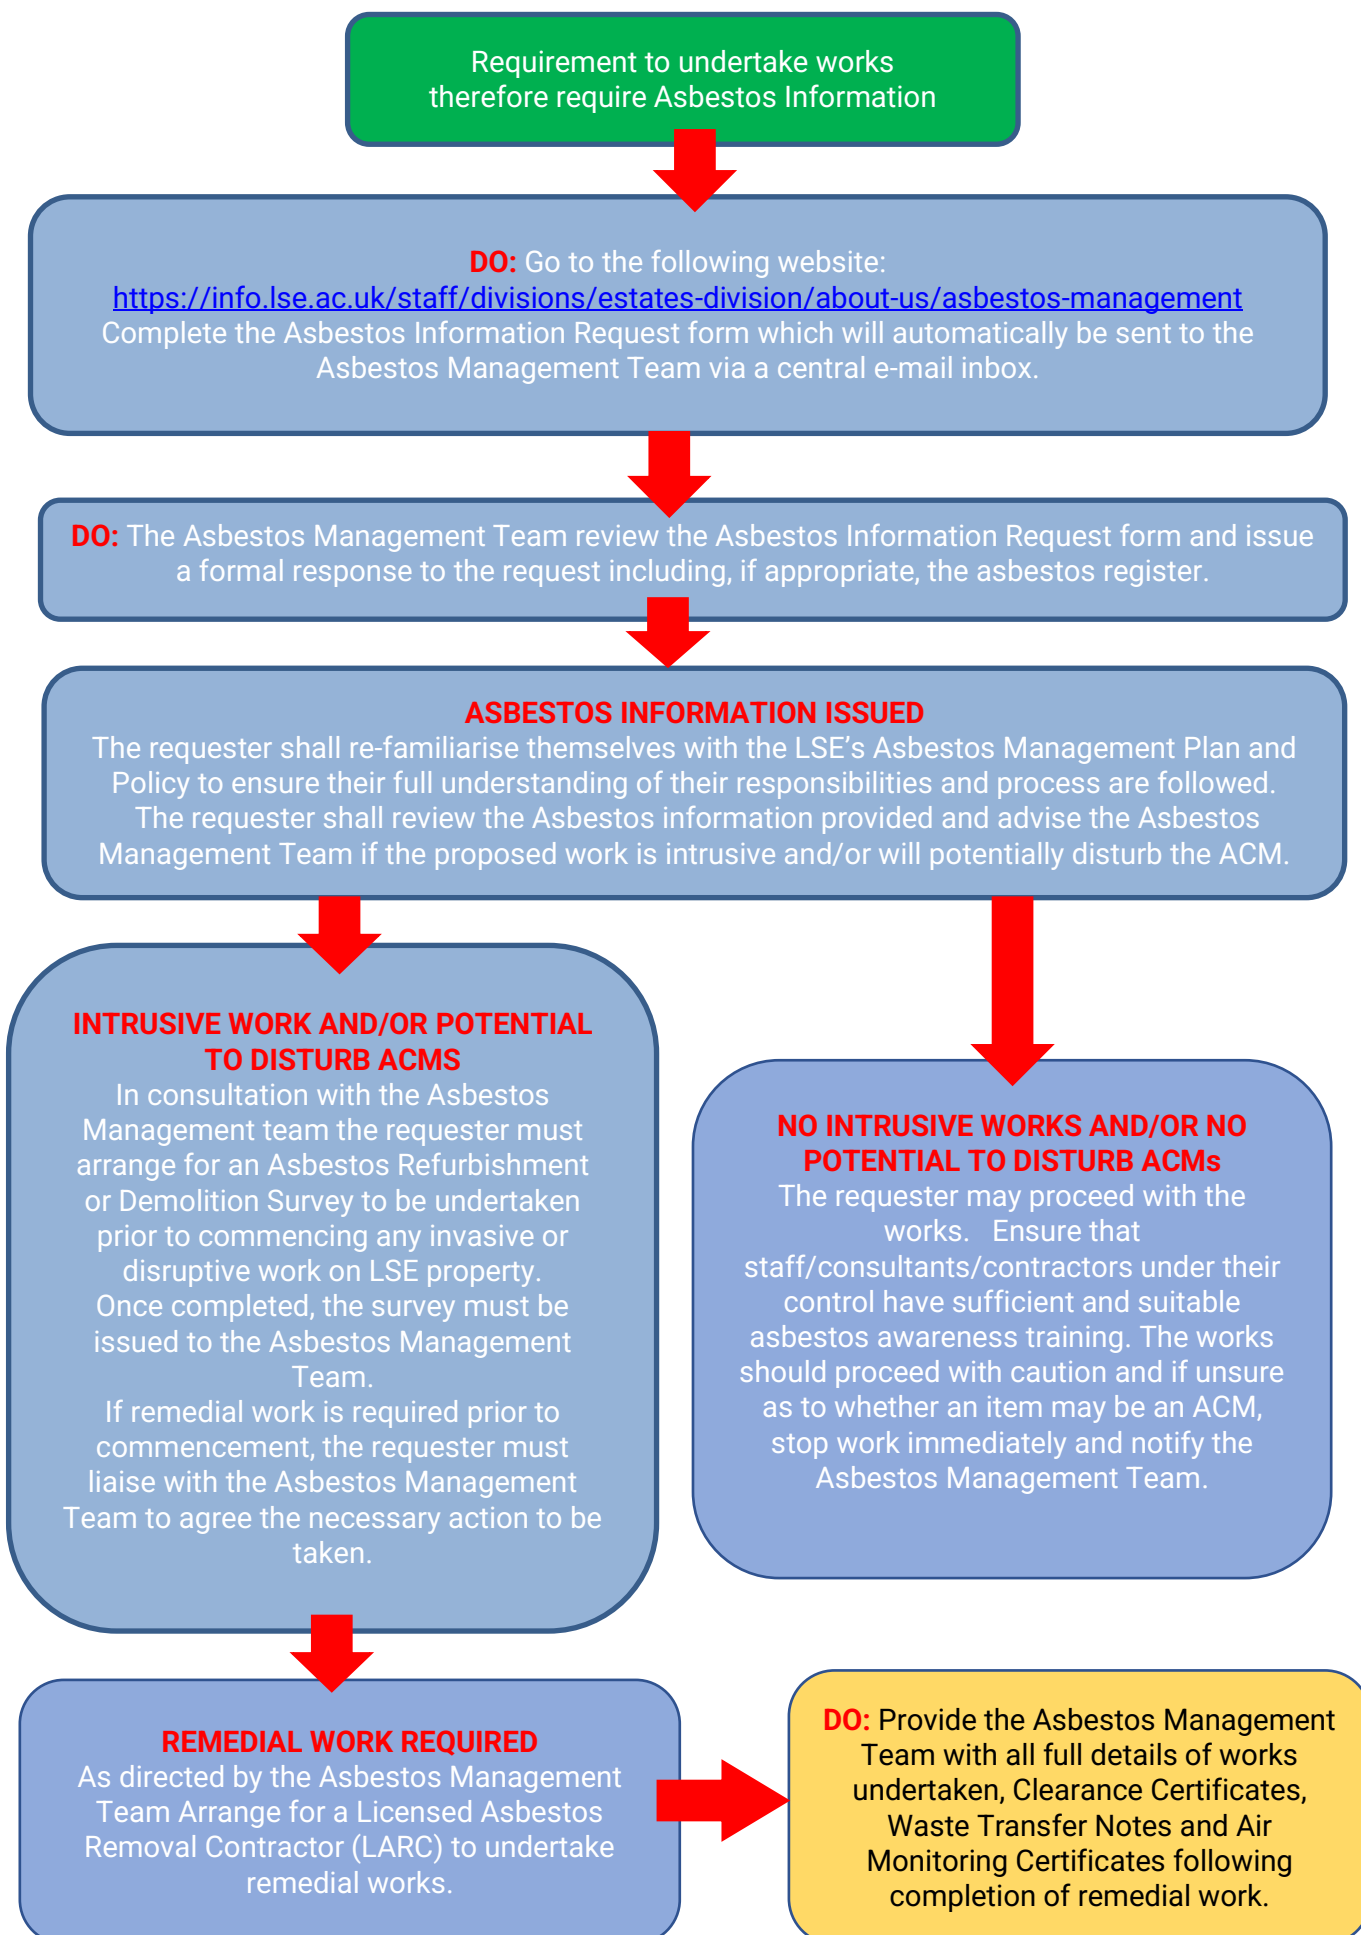 Requirement to undertake works
therefore require Asbestos Information
DO: Go to the following website:
https://info.lse.ac.uk/staff/divisions/estates-division/about-us/asbestos-management
Complete the Asbestos Information Request form which will automatically be sent to the
Asbestos Management Team via a central e-mail inbox.
DO: The Asbestos Management Team review the Asbestos Information Request form and issue
a formal response to the request including, if appropriate, the asbestos register.
ASBESTOS INFORMATION ISSUED
The requester shall re-familiarise themselves with the LSE's Asbestos Management Plan and
Policy to ensure their full understanding of their responsibilities and process are followed.
The requester shall review the Asbestos information provided and advise the Asbestos
Management Team if the proposed work is intrusive and/or will potentially disturb the ACM.
INTRUSIVE WORK AND/OR POTENTIAL
TO DISTURB ACMS
In consultation with the Asbestos
Management team the requester must
arrange for an Asbestos Refurbishment
or Demolition Survey to be undertaken
prior to commencing any invasive or
disruptive work on LSE property.
Once completed, the survey must be
issued to the Asbestos Management
Team.
If remedial work is required prior to
commencement, the requester must
liaise with the Asbestos Management
Team to agree the necessary action to be
taken.
NO INTRUSIVE WORKS AND/OR NO
POTENTIAL TO DISTURB ACMs
The requester may proceed with the
works. Ensure that
staff/consultants/contractors under their
control have sufficient and suitable
asbestos awareness training. The works
should proceed with caution and if unsure
as to whether an item may be an ACM,
stop work immediately and notify the
Asbestos Management Team.
REMEDIAL WORK REQUIRED
As directed by the Asbestos Management
Team Arrange for a Licensed Asbestos
Removal Contractor (LARC) to undertake
remedial works.
DO: Provide the Asbestos Management
Team with all full details of works
undertaken, Clearance Certificates,
Waste Transfer Notes and Air
Monitoring Certificates following
completion of remedial work.